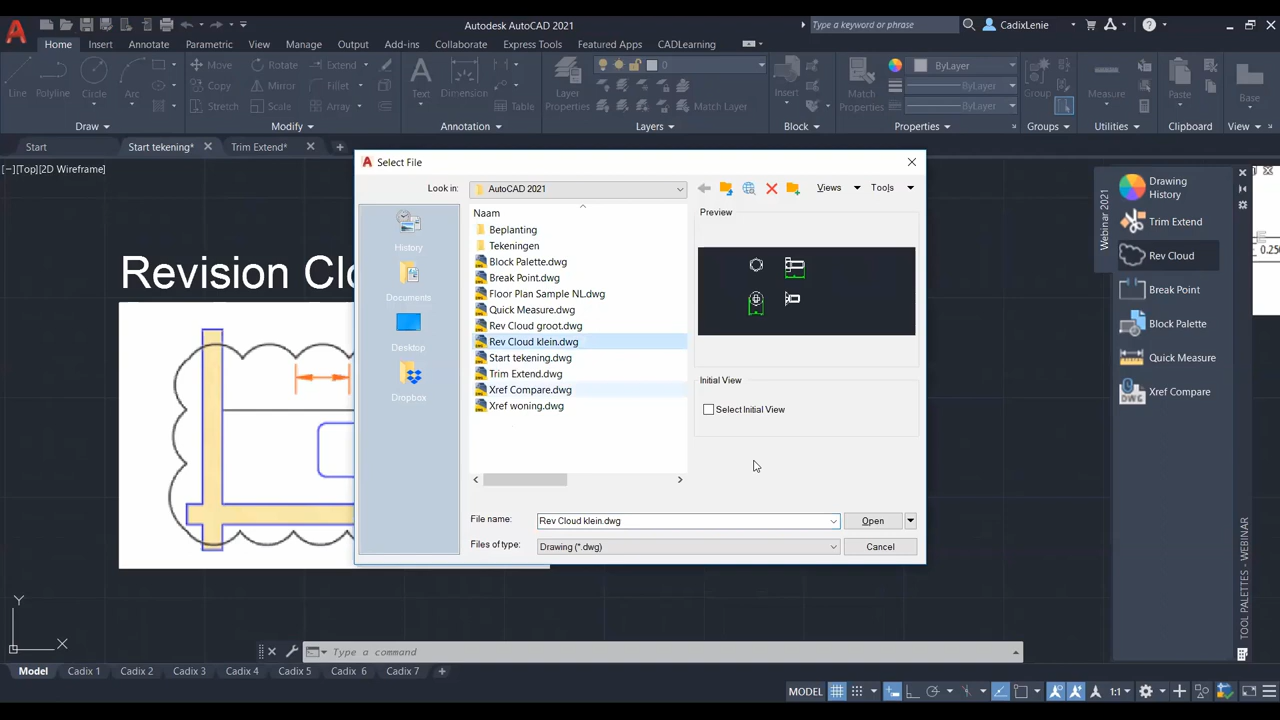 Autodesk AutoCAD 2021
Type a keyword or phrase
CadixLenie
Home Insert Annotate Parametric View Manage Output Add-ins Collaborate Express Tools Featured Apps CADLearning
Line Polyline Circle Arc
Move Rotate Extend
Copy Mirror Fillet
Stretch Scale Array
Text Dimension Table
Layer Properties
0
Match Layer
Insert
Match Properties
ByLayer
ByLayer
ByLayer
Group
Measure
Paste
Base
Draw Modify Annotation Layers Block Properties Groups Utilities Clipboard View
Start Start tekening* Trim Extend*
[−][Top][2D Wireframe]
Select File
Look in: AutoCAD 2021
Views Tools
History
Documents
Desktop
Dropbox
Naam
Beplanting
Tekeningen
Block Palette.dwg
Break Point.dwg
Floor Plan Sample NL.dwg
Quick Measure.dwg
Rev Cloud groot.dwg
Rev Cloud klein.dwg
Start tekening.dwg
Trim Extend.dwg
Xref Compare.dwg
Xref woning.dwg
Preview
Initial View
Select Initial View
File name: Rev Cloud klein.dwg Open
Files of type: Drawing (*.dwg) Cancel
Revision Clo
Webinar 2021
Drawing History
Trim Extend
Rev Cloud
Break Point
Block Palette
Quick Measure
DWG
Xref Compare
TOOL PALETTES - WEBINAR
0.250
Y
X
Type a command
Model Cadix 1 Cadix 2 Cadix 3 Cadix 4 Cadix 5 Cadix 6 Cadix 7
MODEL 1:1